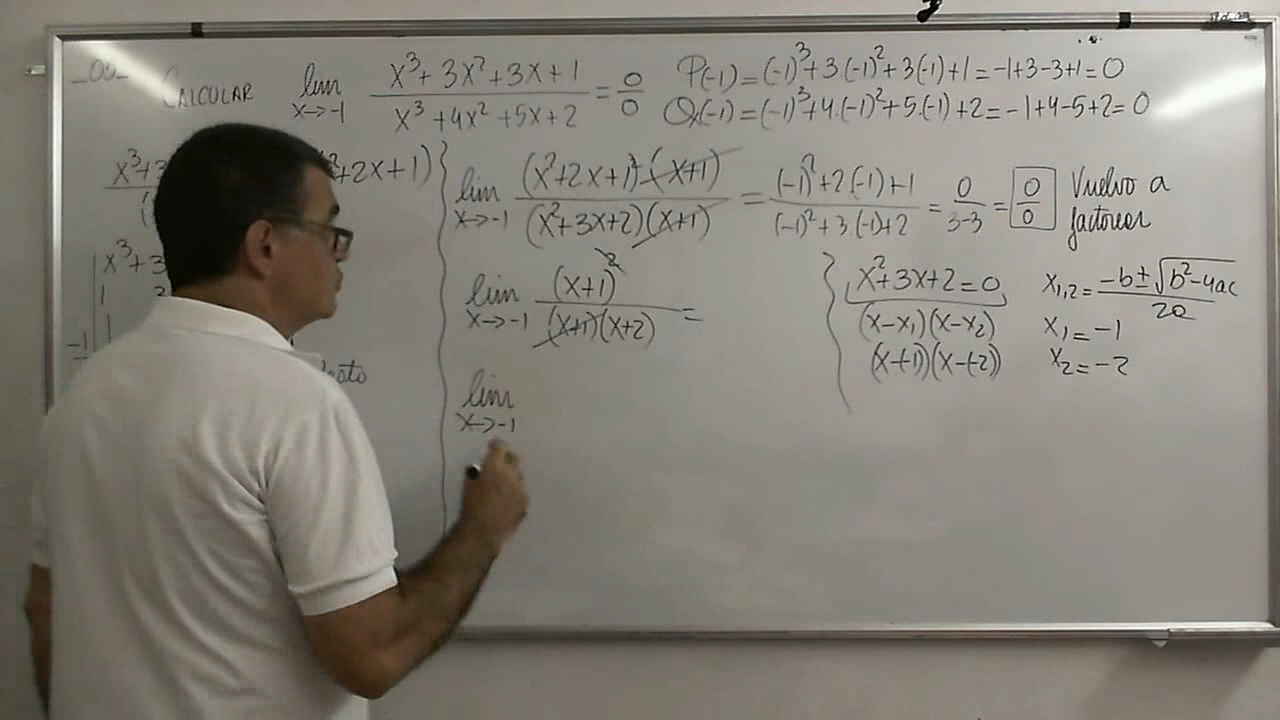 CALCULAR lim x→-1 x³+3x²+3x+1 / x³+4x²+5x+2 = 0/0
P(-1)=(-1)³+3.(-1)²+3(-1)+1=-1+3-3+1=0
Q(-1)=(-1)³+4.(-1)²+5.(-1)+2=-1+4-5+2=0
x³+3
²+2x+1)
lim x→-1 (x²+2x+1)(x+1) / (x²+3x+2)(x+1) = (-1)²+2(-1)+1 / (-1)²+3.(-1)+2 = 0/3-3 = 0/0 Vuelvo a
factorear
x³+3
1
1
-1
lim x→-1 (x+1)² / (x+1)(x+2) =
x²+3x+2=0
(x-x₁)(x-x₂)
(x-(-1))(x-(-2))
x₁,₂= -b±√b²-4ac / 2a
x₁=-1
x₂=-2
lim x→-1